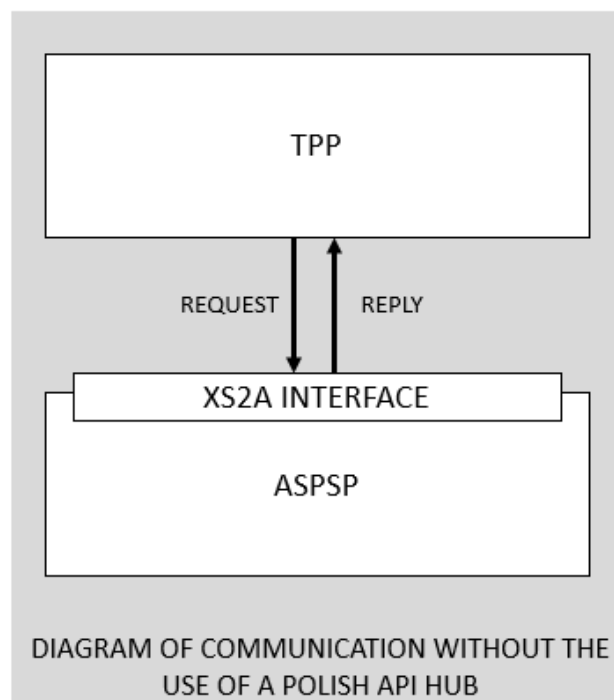 TPP
REQUEST
REPLY
XS2A INTERFACE
ASPSP
DIAGRAM OF COMMUNICATION WITHOUT THE
USE OF A POLISH API HUB